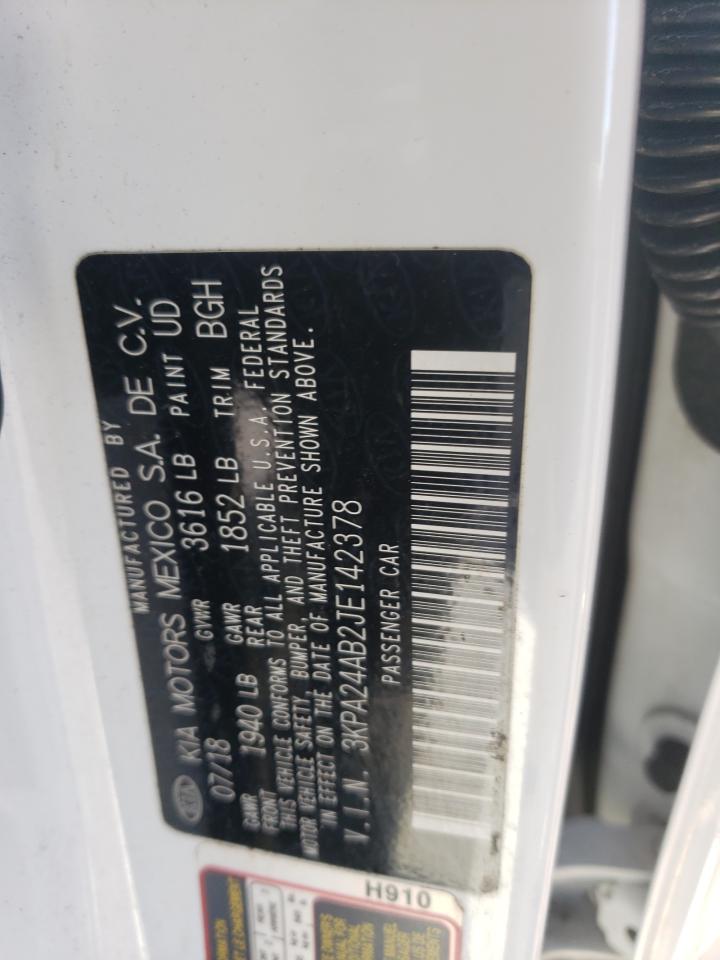 MANUFACTURED BY
KIA KIA MOTORS MEXICO S.A. DE C.V.
07/18 GVWR 3616 LB PAINT UD
GAWR FRONT 1940 LB GAWR REAR 1852 LB TRIM BGH
THIS VEHICLE CONFORMS TO ALL APPLICABLE U.S.A. FEDERAL
MOTOR VEHICLE SAFETY, BUMPER, AND THEFT PREVENTION STANDARDS
IN EFFECT ON THE DATE OF MANUFACTURE SHOWN ABOVE.
V.I.N. 3KPA24AB2JE142378
PASSENGER CAR
H910